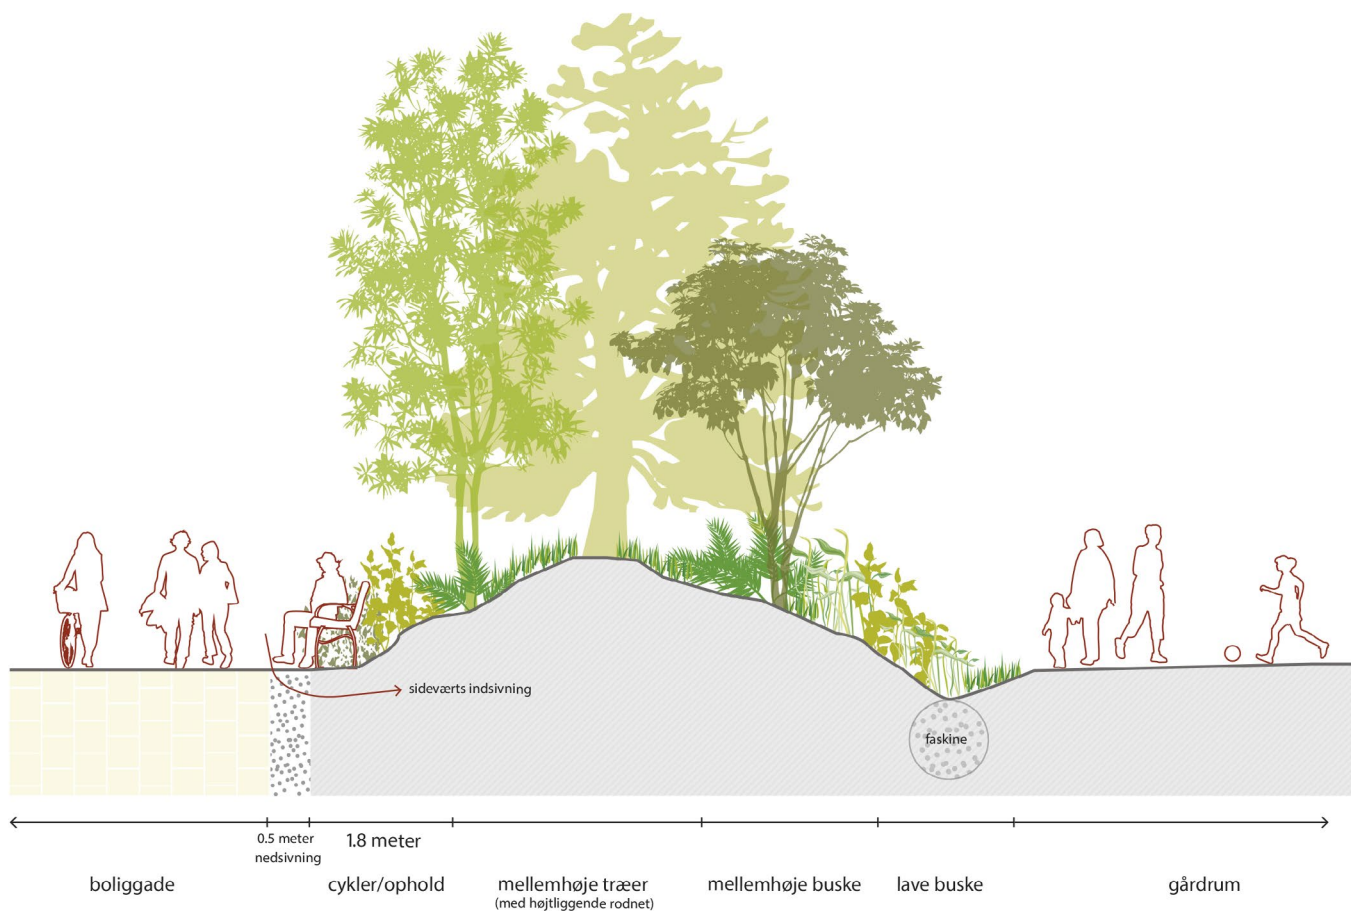 sideværts indsivning
faskine
0.5 meter
nedsivning
1.8 meter
boliggade
cykler/ophold
mellemhøje træer
(med højtliggende rodnet)
mellemhøje buske
lave buske
gårdrum